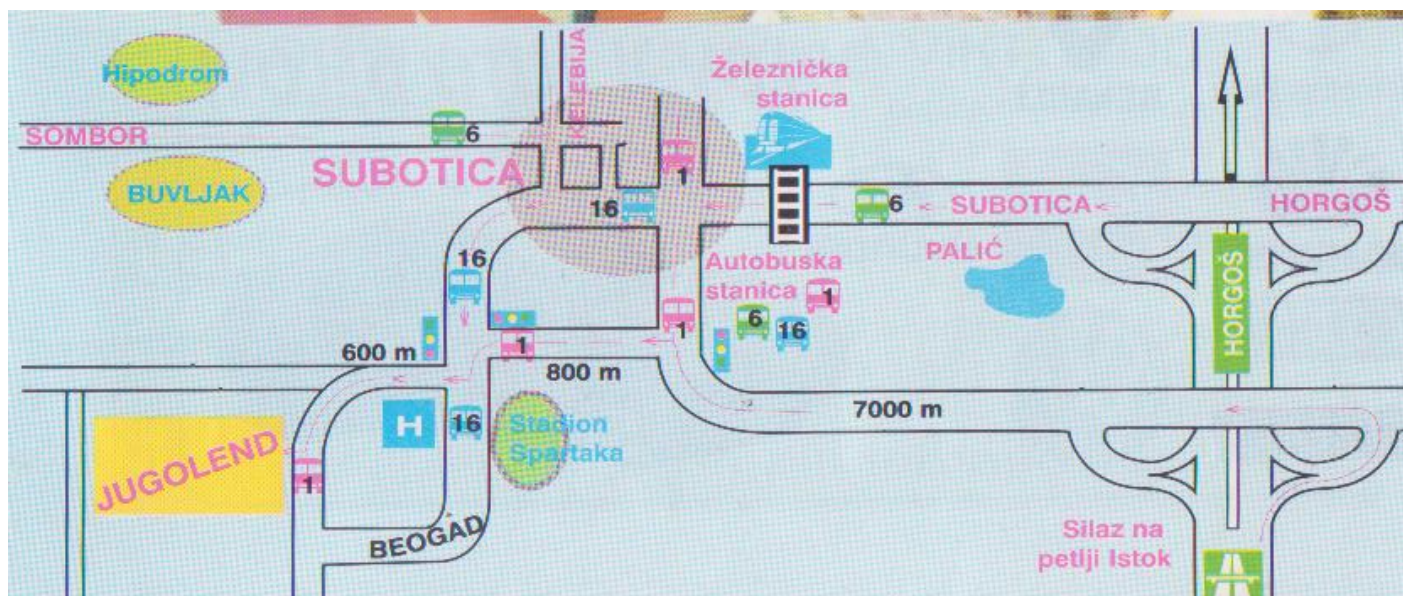 Hipodrom
KELEBIJA
Železnička
stanica
SOMBOR
6
SUBOTICA
1
BUVLJAK
16
6
SUBOTICA
HORGOŠ
16
Autobuska
stanica
PALIĆ
1
6
16
1
HORGOŠ
600 m
1
800 m
7000 m
H
16
Stadion
Spartaka
JUGOLEND
1
BEOGAD
Silaz na
petlji Istok